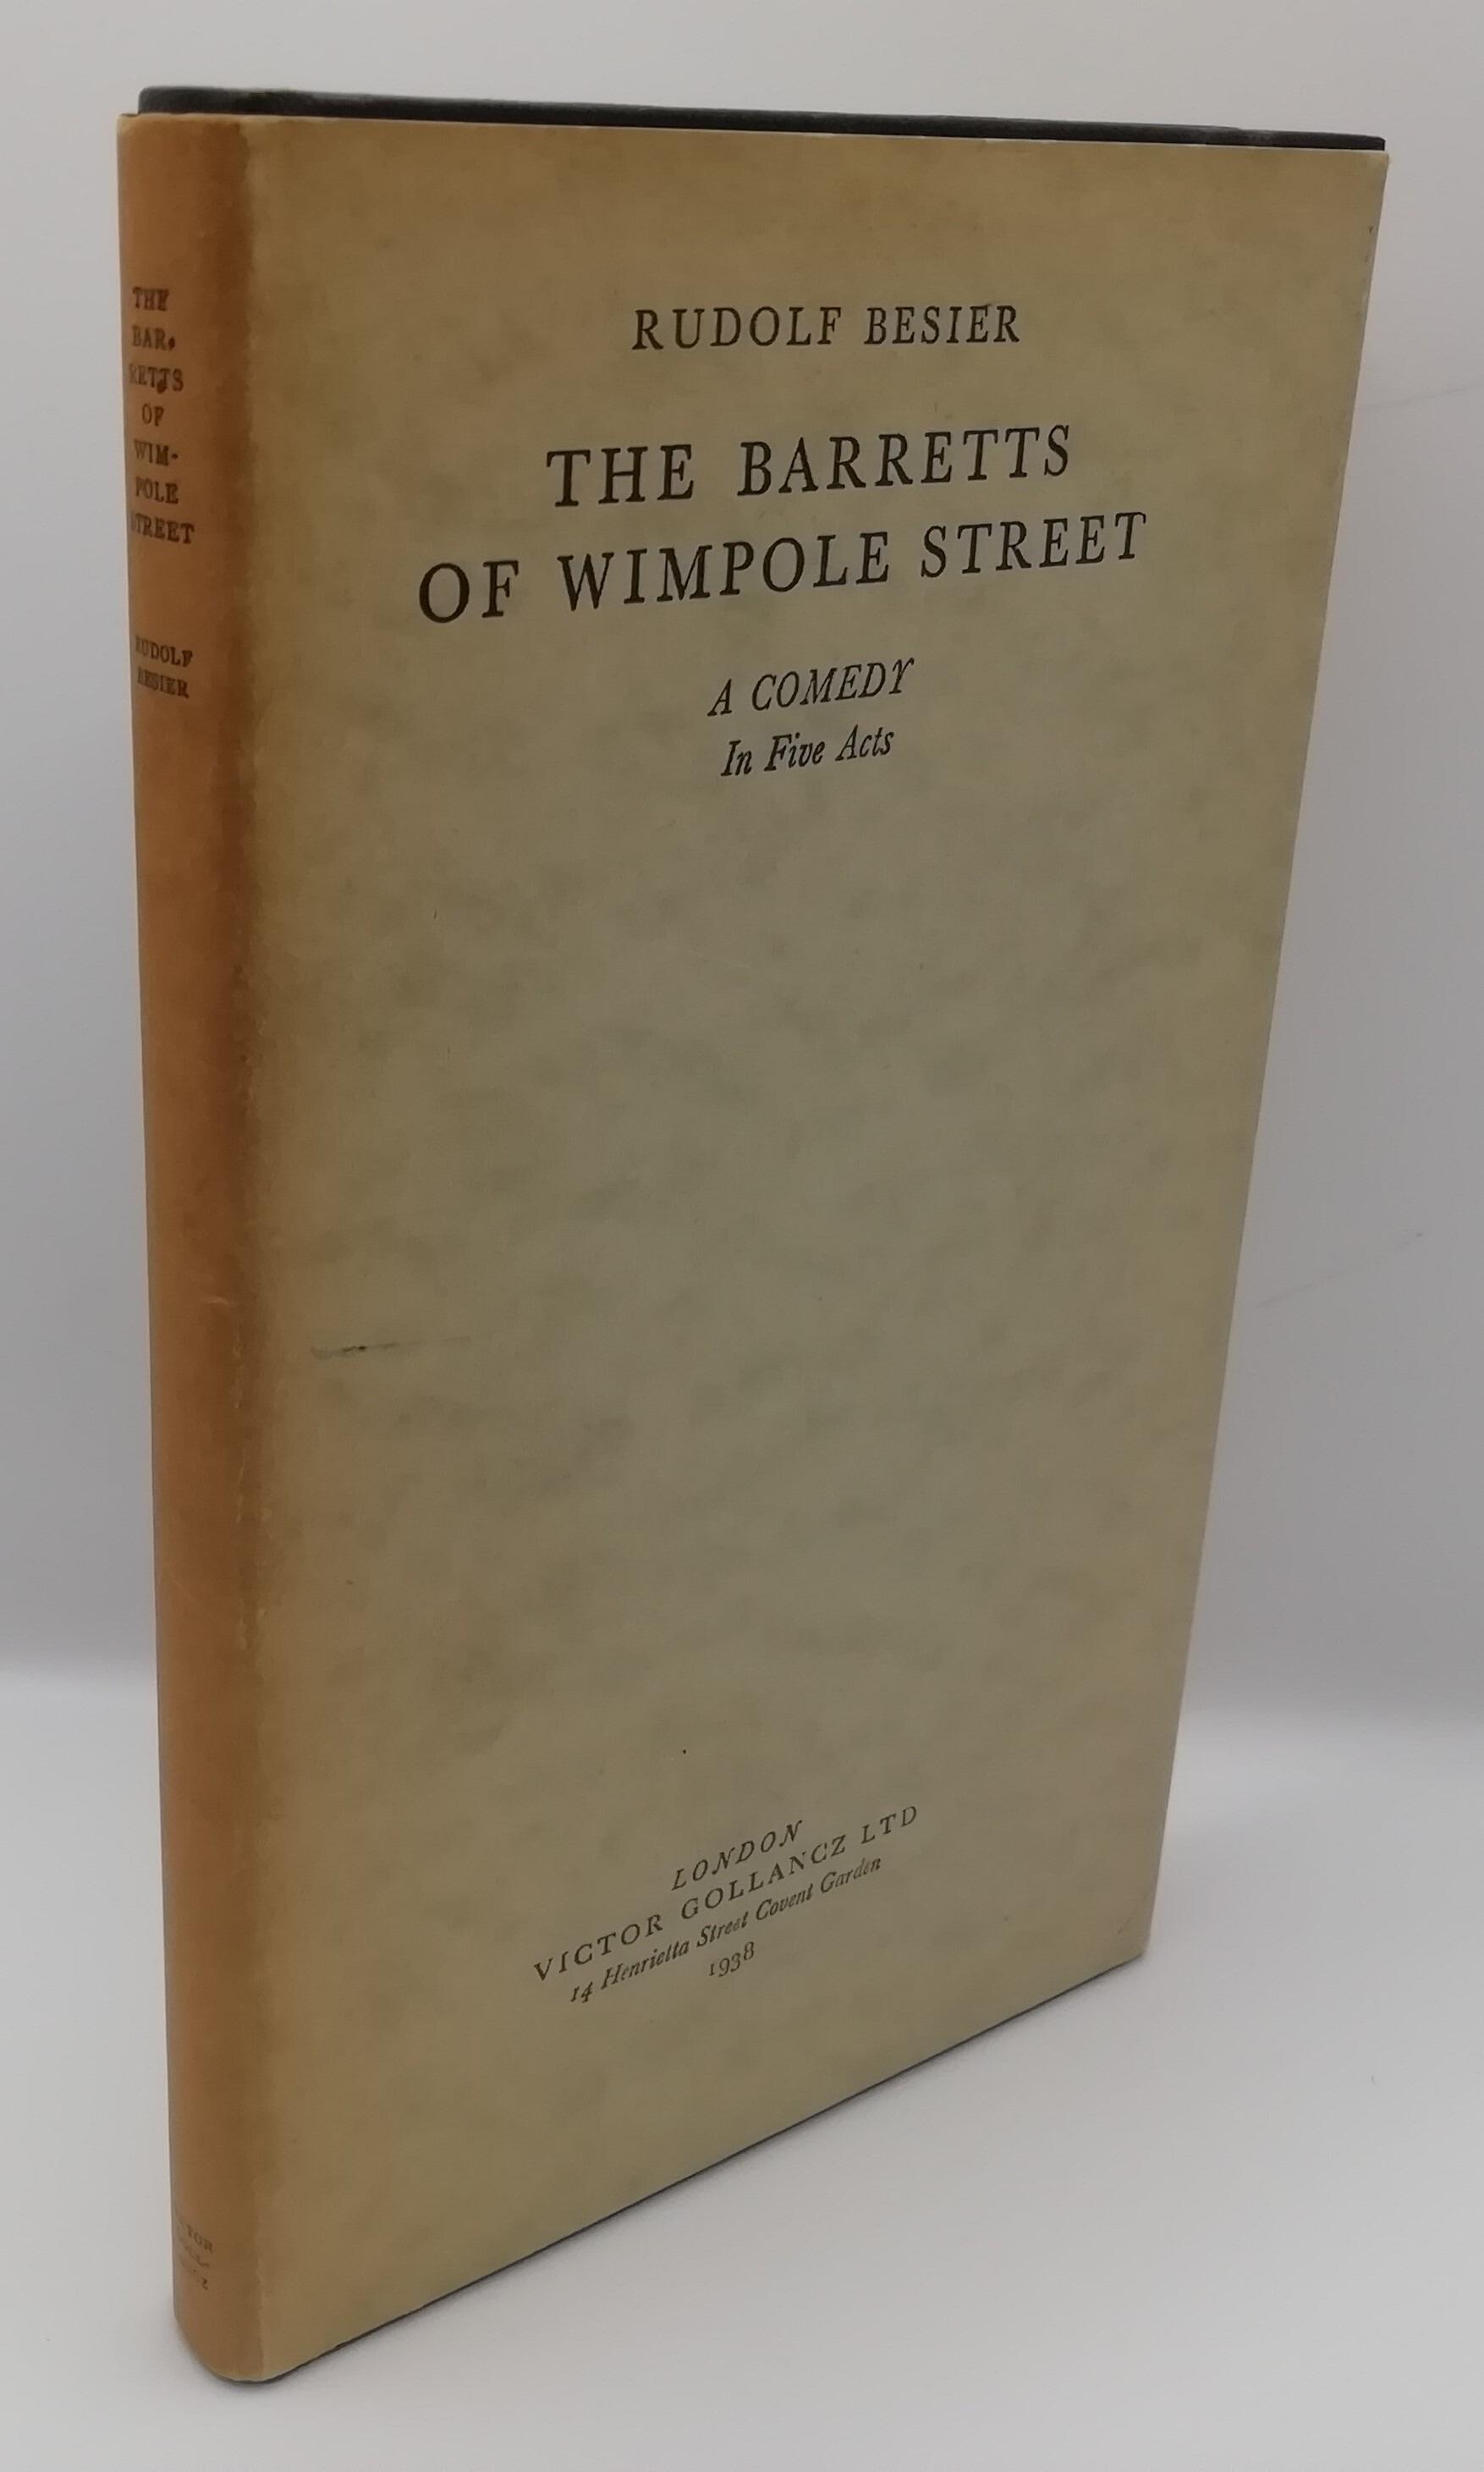 THE
BAR-
RETTS
OF
WIM-
POLE
STREET
RUDOLF
BESIER
RUDOLF BESIER
THE BARRETTS
OF WIMPOLE STREET
A COMEDY
In Five Acts
LONDON
VICTOR GOLLANCZ LTD
14 Henrietta Street Covent Garden
1938